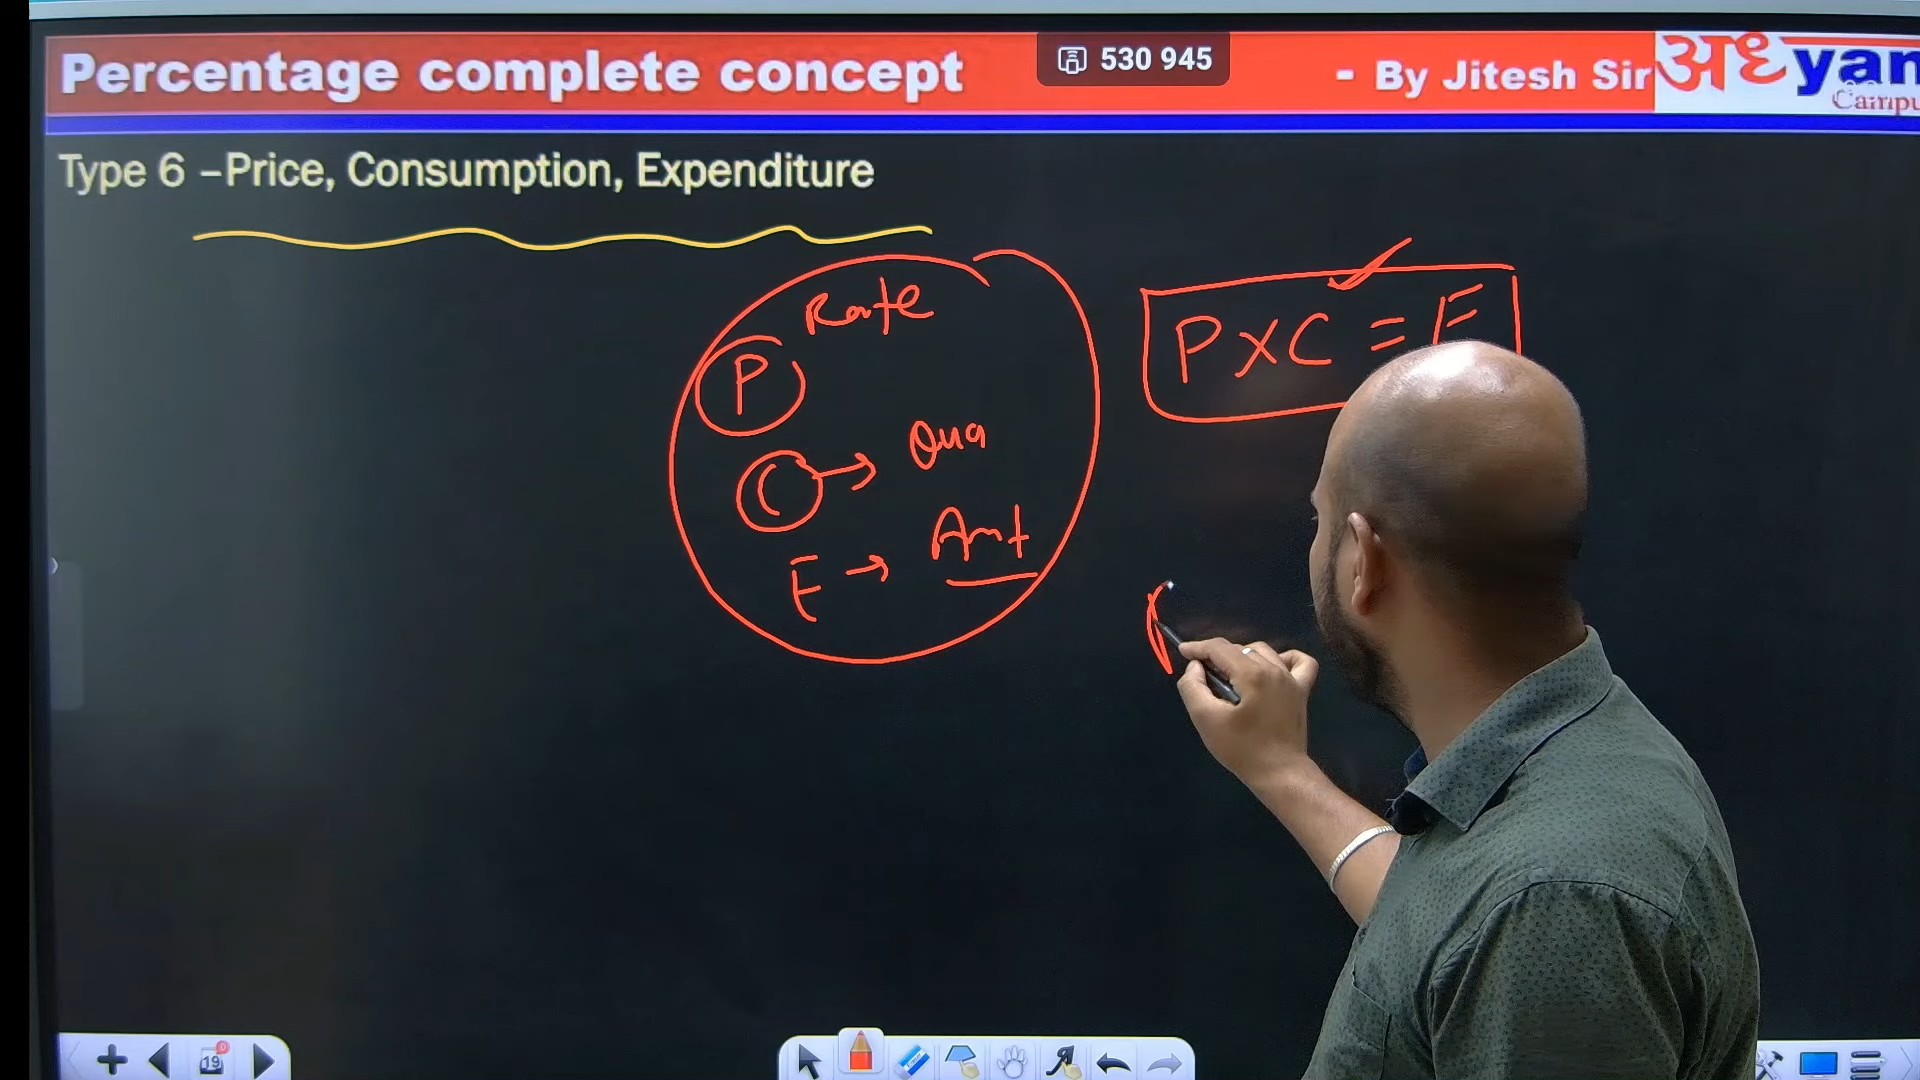 Percentage complete concept
530 945
- By Jitesh Sir
अध्yan
Campu
Type 6 –Price, Consumption, Expenditure
Rate
P
C → Qua
E → Amt
P X C = E
19